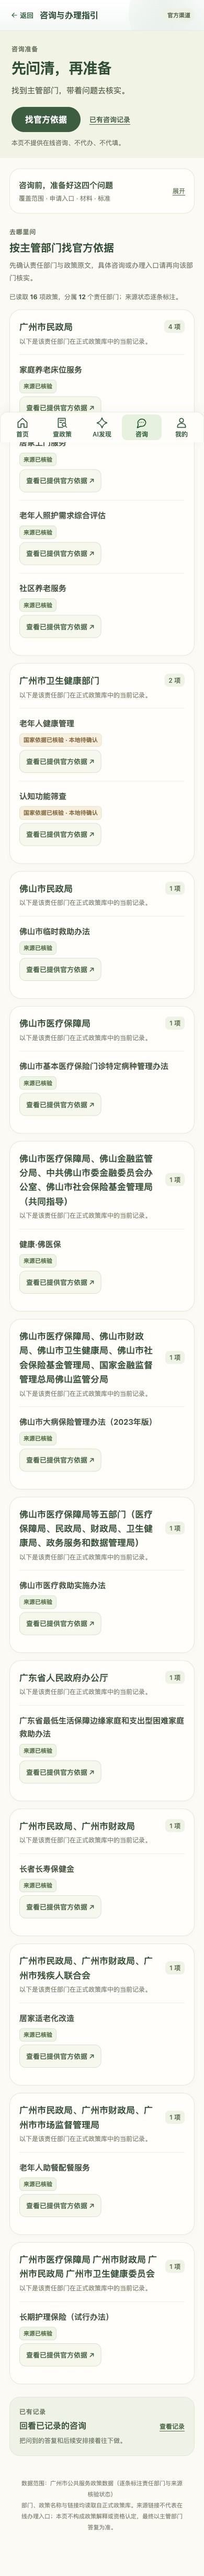 ← 返回 咨询与办理指引 官方渠道
咨询准备
先问清，再准备
找到主管部门，带着问题去核实。
找官方依据 已有咨询记录
本页不提供在线咨询，不代办、不代填。
咨询前，准备好这四个问题
覆盖范围 · 申请入口 · 材料 · 标准
展开
去哪里问
按主管部门找官方依据
先确认责任部门与政策原文，具体咨询或办理入口请再向该部
门核实。
已读取 16 项政策，分属 12 个责任部门；来源状态逐条标注。
广州市民政局 4 项
以下是该责任部门在正式政策库中的当前记录。
家庭养老床位服务
来源已核验
查看已提供官方依据 ↗
首页 查政策 AI发现 咨询 我的
居家上门服务
来源已核验
查看已提供官方依据 ↗
老年人照护需求综合评估
来源已核验
查看已提供官方依据 ↗
社区养老服务
来源已核验
查看已提供官方依据 ↗
广州市卫生健康部门 2 项
以下是该责任部门在正式政策库中的当前记录。
老年人健康管理
国家依据已核验 · 本地待确认
查看已提供官方依据 ↗
认知功能筛查
国家依据已核验 · 本地待确认
查看已提供官方依据 ↗
佛山市民政局 1 项
以下是该责任部门在正式政策库中的当前记录。
佛山市临时救助办法
来源已核验
查看已提供官方依据 ↗
佛山市医疗保障局 1 项
以下是该责任部门在正式政策库中的当前记录。
佛山市基本医疗保险门诊特定病种管理办法
来源已核验
查看已提供官方依据 ↗
佛山市医疗保障局、佛山金融监管
分局、中共佛山市委金融委员会办
公室、佛山市社会保险基金管理局
（共同指导）
1 项
以下是该责任部门在正式政策库中的当前记录。
健康·佛医保
来源已核验
查看已提供官方依据 ↗
佛山市医疗保障局、佛山市财政
局、佛山市卫生健康局、佛山市社
会保险基金管理局、国家金融监督
管理总局佛山监管分局
1 项
以下是该责任部门在正式政策库中的当前记录。
佛山市大病保险管理办法（2023年版）
来源已核验
查看已提供官方依据 ↗
佛山市医疗保障局等五部门（医疗
保障局、民政局、财政局、卫生健
康局、政务服务和数据管理局）
1 项
以下是该责任部门在正式政策库中的当前记录。
佛山市医疗救助实施办法
来源已核验
查看已提供官方依据 ↗
广东省人民政府办公厅 1 项
以下是该责任部门在正式政策库中的当前记录。
广东省最低生活保障边缘家庭和支出型困难家庭
救助办法
来源已核验
查看已提供官方依据 ↗
广州市民政局、广州市财政局 1 项
以下是该责任部门在正式政策库中的当前记录。
长者长寿保健金
来源已核验
查看已提供官方依据 ↗
广州市民政局、广州市财政局、广
州市残疾人联合会
1 项
以下是该责任部门在正式政策库中的当前记录。
居家适老化改造
来源已核验
查看已提供官方依据 ↗
广州市民政局、广州市财政局、广
州市市场监督管理局
1 项
以下是该责任部门在正式政策库中的当前记录。
老年人助餐配餐服务
来源已核验
查看已提供官方依据 ↗
广州市医疗保障局 广州市财政局 广
州市民政局 广州市卫生健康委员会
1 项
以下是该责任部门在正式政策库中的当前记录。
长期护理保险（试行办法）
来源已核验
查看已提供官方依据 ↗
已有记录
回看已记录的咨询
查看记录
把问到的答复和后续安排接着往下做。
数据范围：广州市公共服务政策数据（逐条标注责任部门与来源
核验状态）
部门、政策名称与链接均读取自正式政策库。来源链接不代表在
线办理入口；本页不构成政策解释或资格认定，最终以主管部门
答复为准。